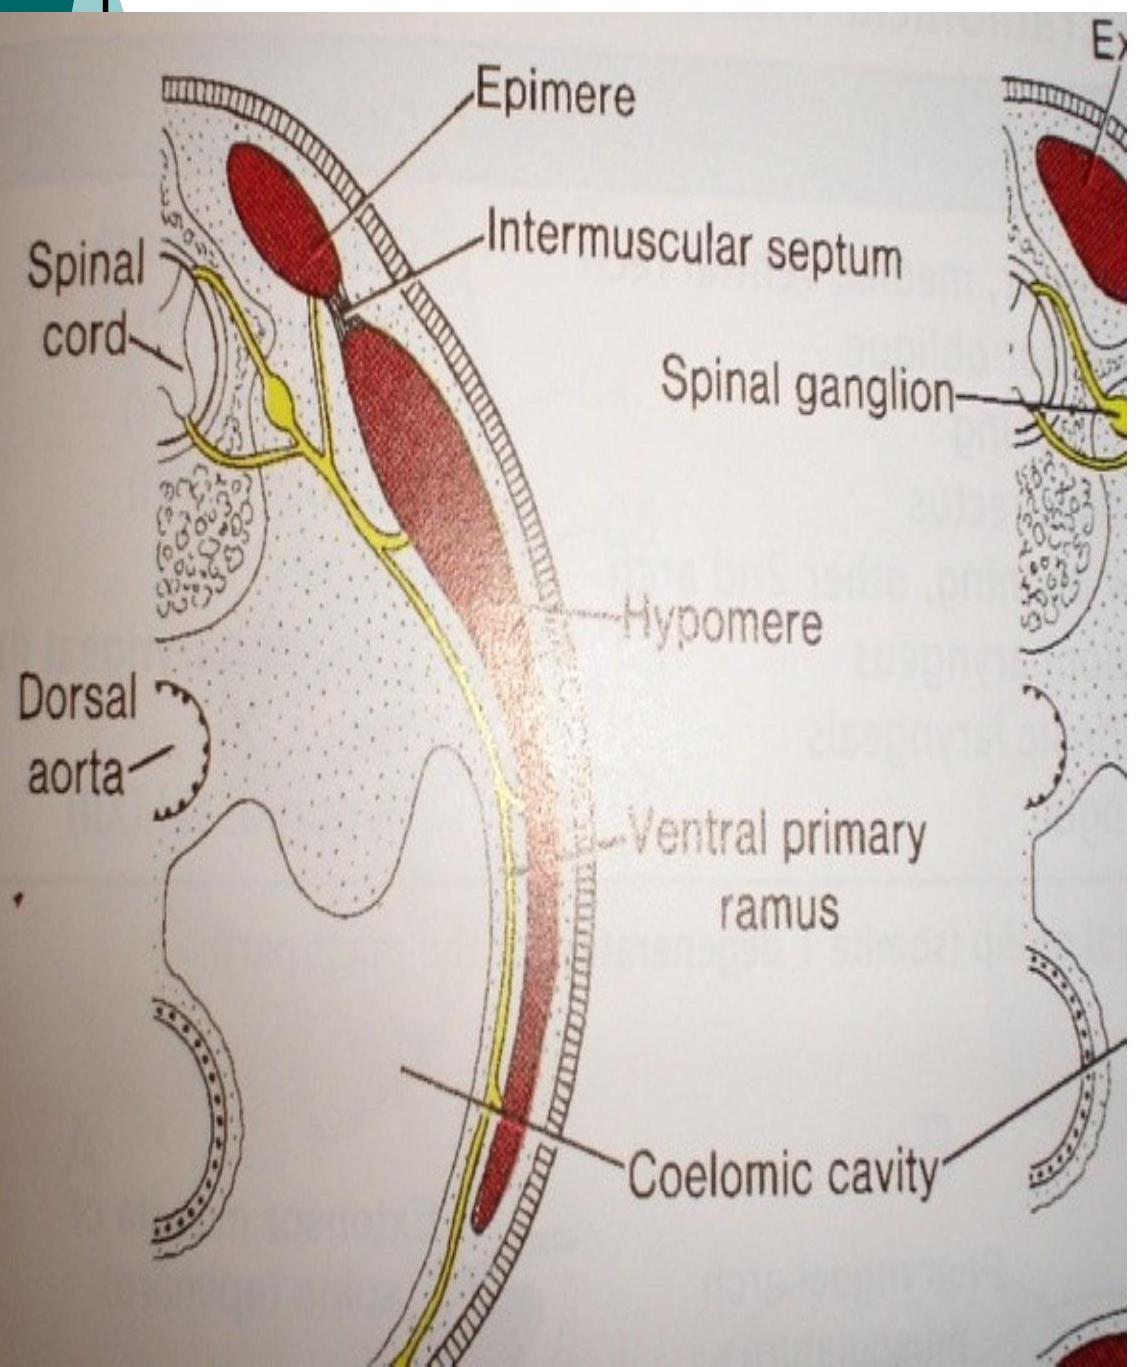 Epimere
Intermuscular septum
Spinal
cord
Spinal ganglion
Hypomere
Dorsal
aorta
Ventral primary
ramus
Coelomic cavity